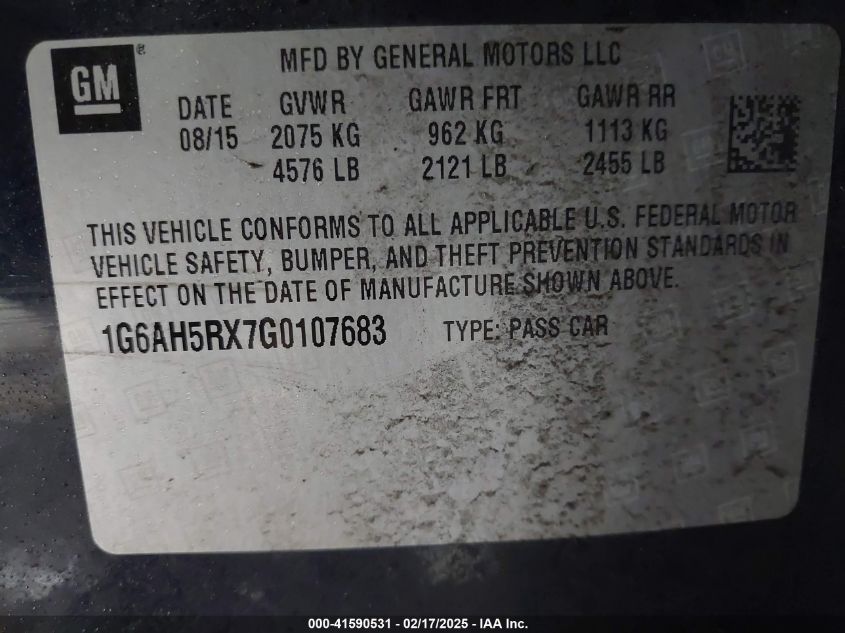 GM®
MFD BY GENERAL MOTORS LLC
DATE GVWR GAWR FRT GAWR RR
08/15 2075 KG 962 KG 1113 KG
4576 LB 2121 LB 2455 LB
THIS VEHICLE CONFORMS TO ALL APPLICABLE U.S. FEDERAL MOTOR
VEHICLE SAFETY, BUMPER, AND THEFT PREVENTION STANDARDS IN
EFFECT ON THE DATE OF MANUFACTURE SHOWN ABOVE.
1G6AH5RX7G0107683 TYPE: PASS CAR
000-41590531 - 02/17/2025 - IAA Inc.